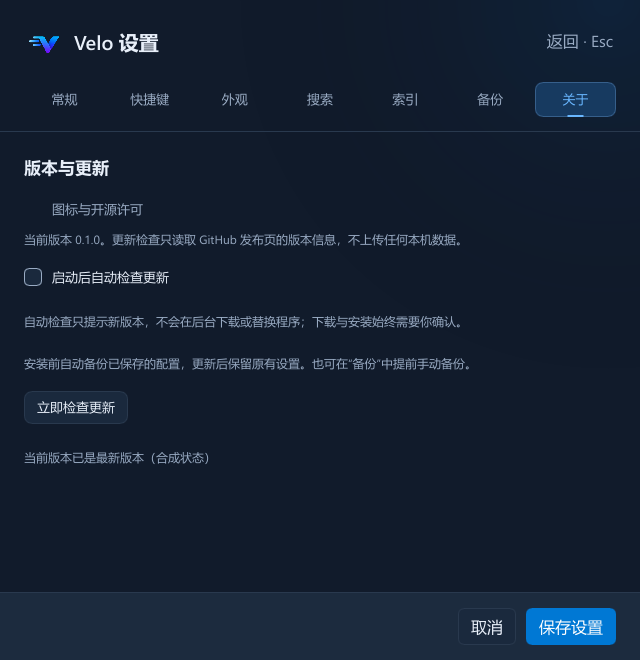 Velo 设置
返回 · Esc
常规
快捷键
外观
搜索
索引
备份
关于
版本与更新
图标与开源许可
当前版本 0.1.0。更新检查只读取 GitHub 发布页的版本信息，不上传任何本机数据。
启动后自动检查更新
自动检查只提示新版本，不会在后台下载或替换程序；下载与安装始终需要你确认。
安装前自动备份已保存的配置，更新后保留原有设置。也可在“备份”中提前手动备份。
立即检查更新
当前版本已是最新版本（合成状态）
取消
保存设置